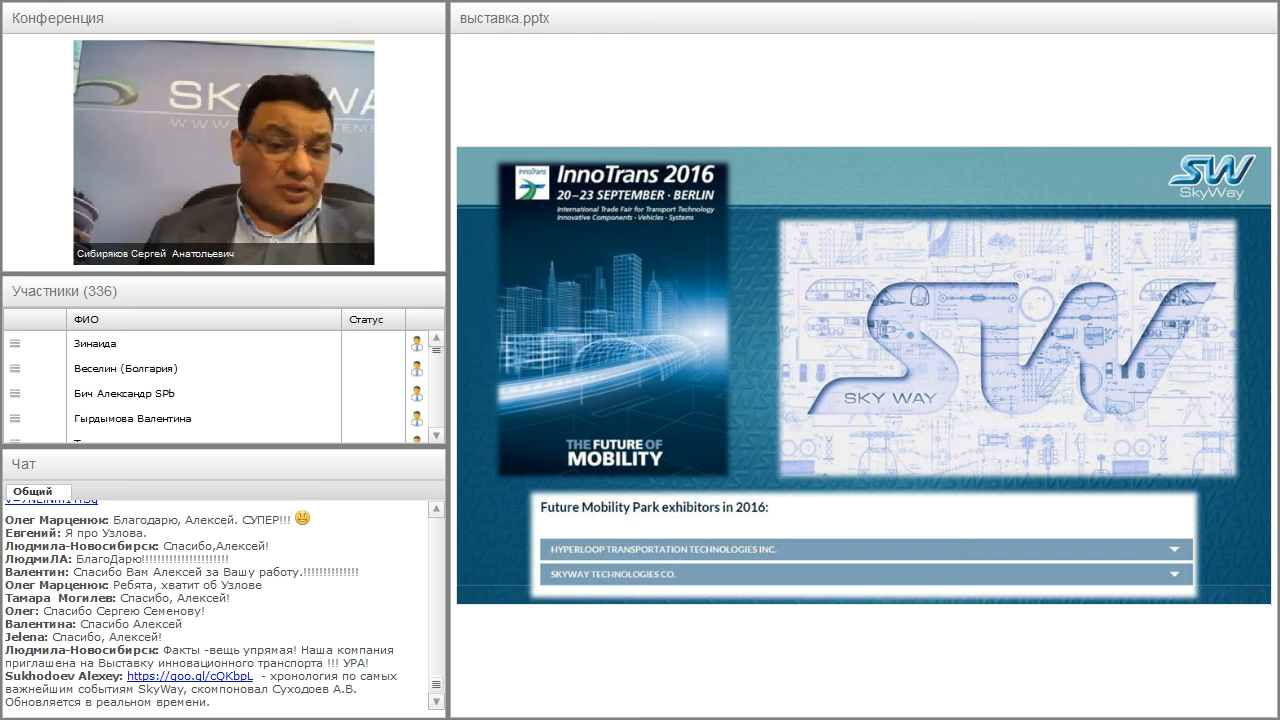 Конференция
SKYWA
WWW.
Сибиряков Сергей Анатольевич
Участники (336)
ФИО
Статус
Зинаида
Веселин (Болгария)
Бич Александр SPb
Гырдымова Валентина
Чат
Общий
Олег Марценюк: Благодарю, Алексей. СУПЕР!!!
Евгений: Я про Узлова.
Людмила-Новосибирск: Спасибо,Алексей!
ЛюдмиЛА: БлагоДарю!!!!!!!!!!!!!!!!!!!!!!
Валентин: Спасибо Вам Алексей за Вашу работу.!!!!!!!!!!!!!!
Олег Марценюк: Ребята, хватит об Узлове
Тамара Могилев: Спасибо, Алексей!
Олег: Спасибо Сергею Семенову!
Валентина: Спасибо Алексей
Jelena: Спасибо, Алексей!
Людмила-Новосибирск: Факты -вещь упрямая! Наша компания
приглашена на Выставку инновационного транспорта !!! УРА!
Sukhodoev Alexey: https://goo.gl/cQKbpL - хронология по самых
важнейшим событиям SkyWay, скомпоновал Суходоев А.В.
Обновляется в реальном времени.
выставка.pptx
InnoTrans
InnoTrans 2016
20–23 SEPTEMBER · BERLIN
International Trade Fair for Transport Technology
Innovative Components · Vehicles · Systems
THE FUTURE OF
MOBILITY
SW
SkyWay
SW
SKY WAY
Future Mobility Park exhibitors in 2016:
HYPERLOOP TRANSPORTATION TECHNOLOGIES INC.
SKYWAY TECHNOLOGIES CO.